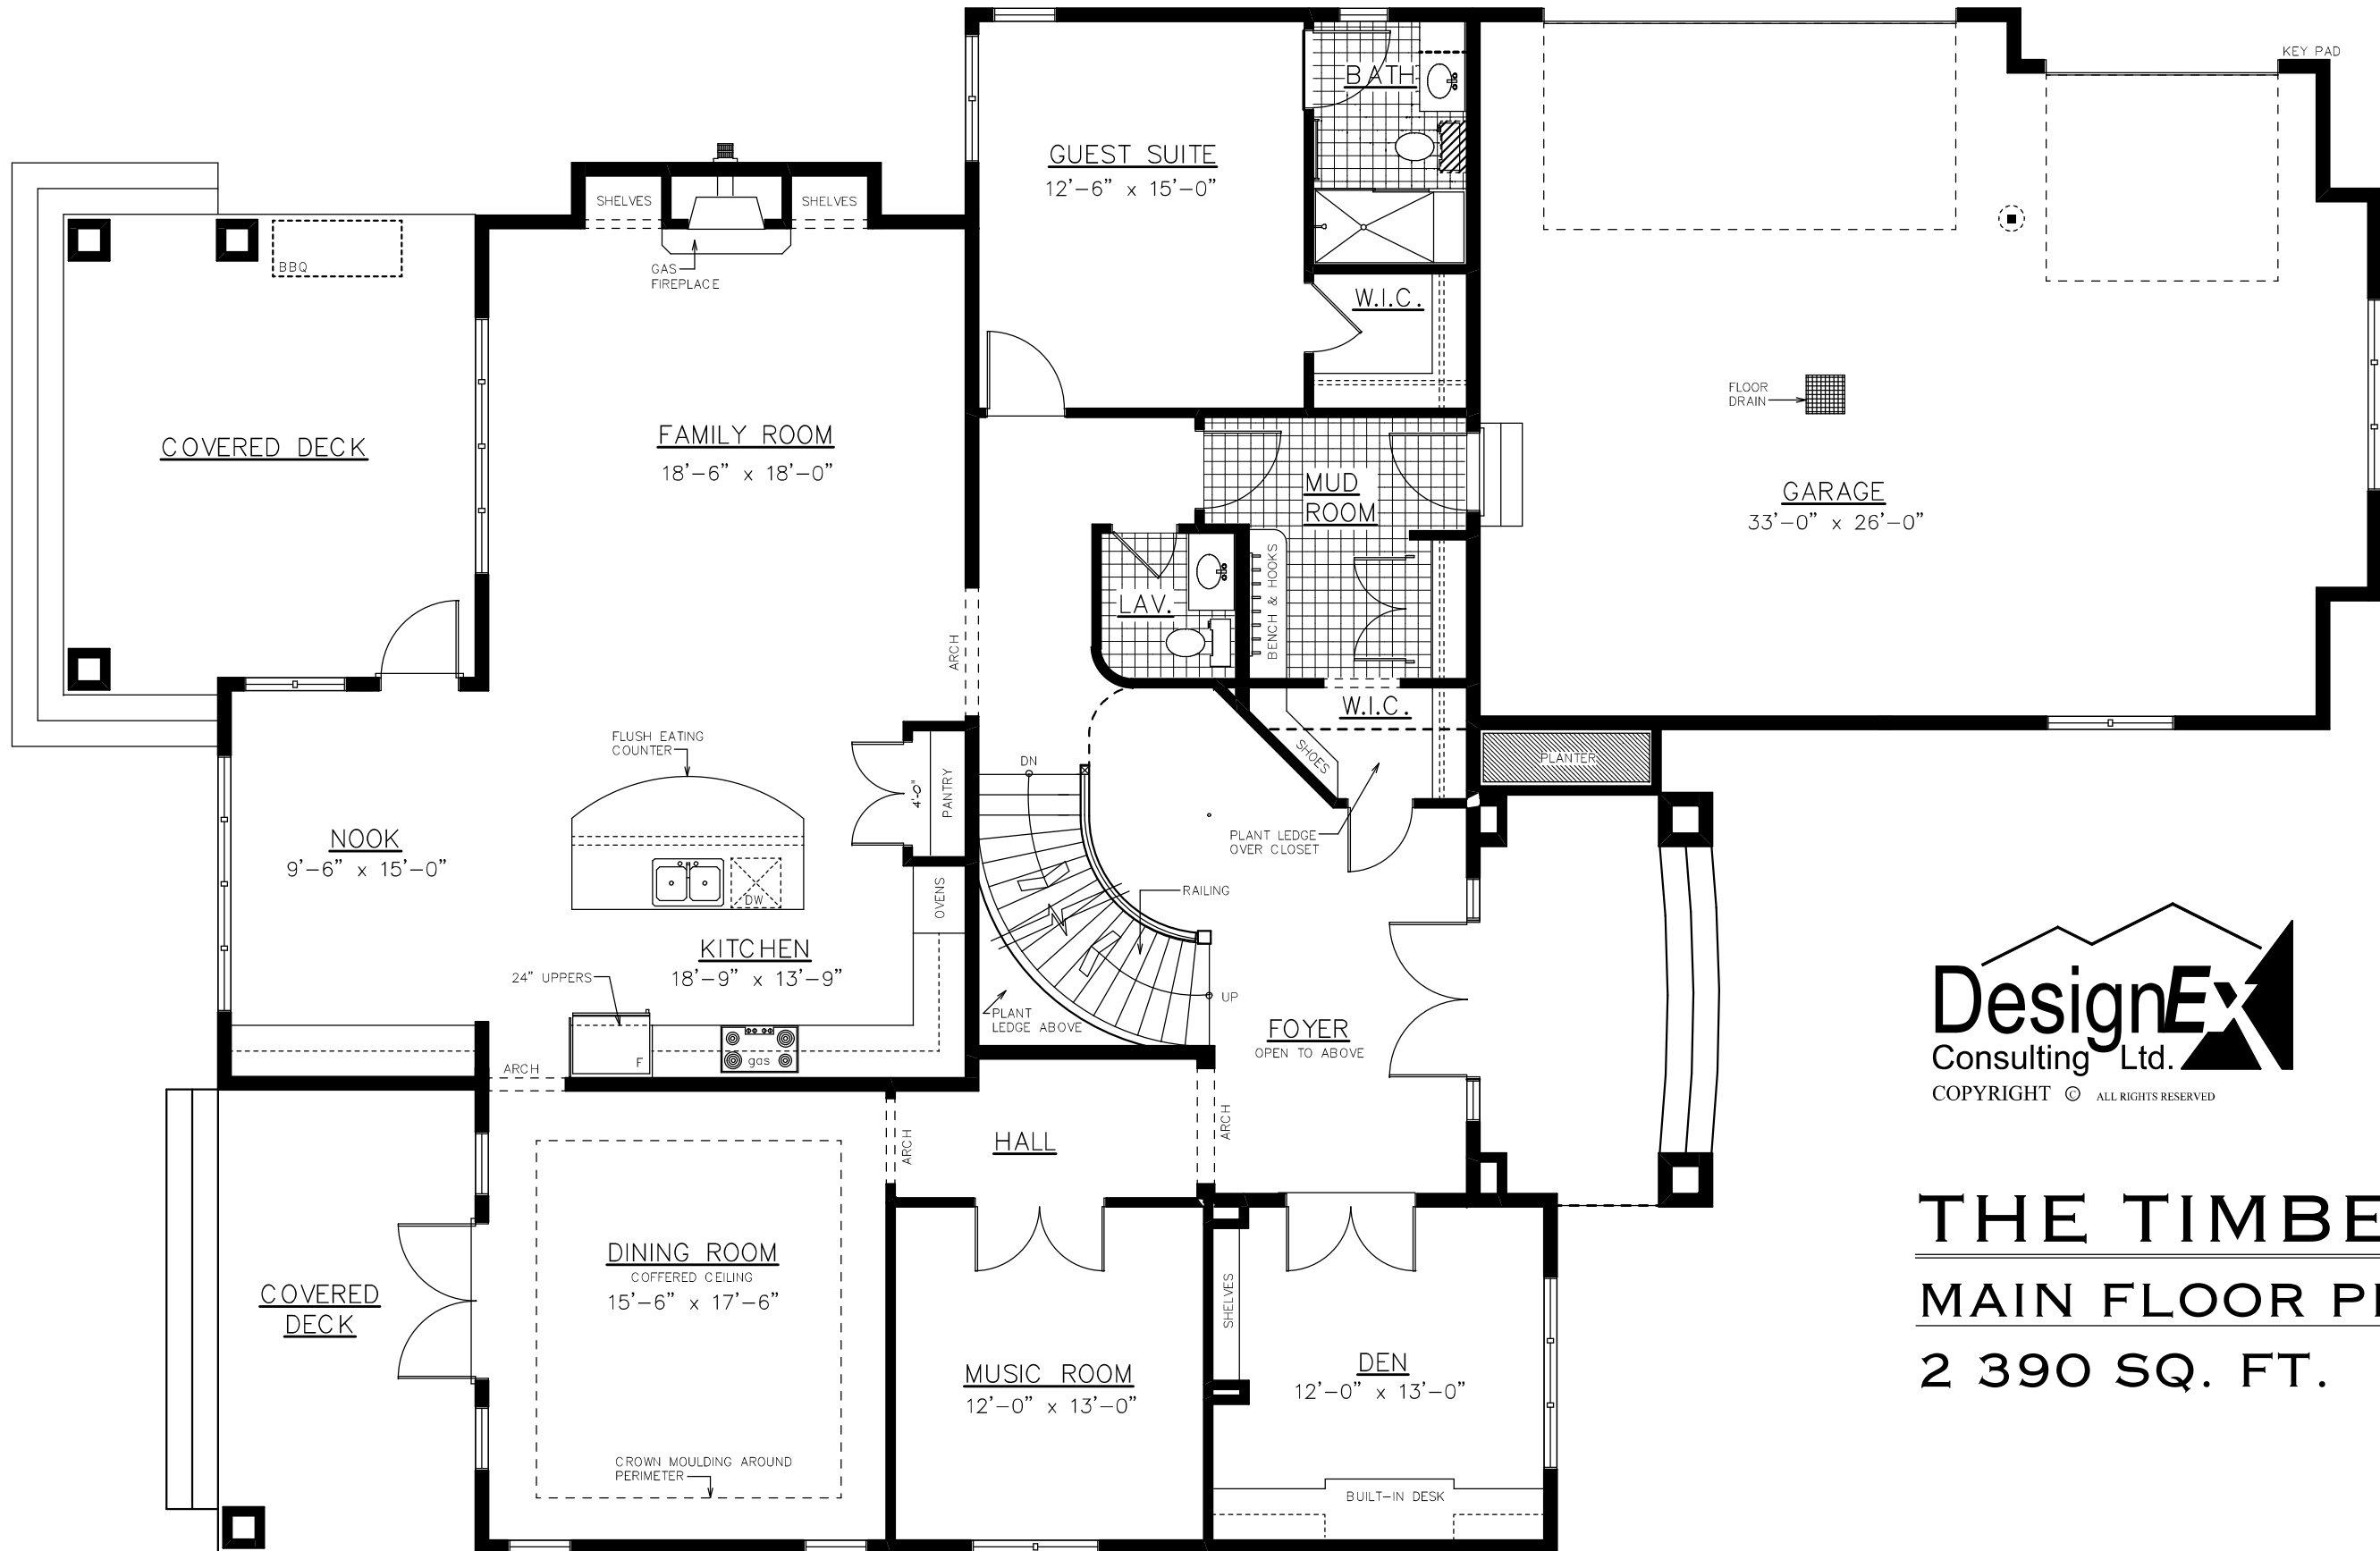 KEY PAD
BATH
GUEST SUITE
12'-6" x 15'-0"
SHELVES
SHELVES
BBQ
GAS
FIREPLACE
W.I.C.
FLOOR
DRAIN
COVERED DECK
FAMILY ROOM
18'-6" x 18'-0"
MUD
ROOM
GARAGE
33'-0" x 26'-0"
BENCH & HOOKS
LAV.
ARCH
W.I.C.
SHOES
PLANTER
FLUSH EATING
COUNTER
DN
4'-0"
PANTRY
NOOK
9'-6" x 15'-0"
PLANT LEDGE
OVER CLOSET
DW
OVENS
RAILING
KITCHEN
18'-9" x 13'-9"
24" UPPERS
UP
PLANT
LEDGE ABOVE
FOYER
OPEN TO ABOVE
F
gas
ARCH
ARCH
HALL
ARCH
DINING ROOM
COFFERED CEILING
15'-6" x 17'-6"
COVERED
DECK
SHELVES
MUSIC ROOM
12'-0" x 13'-0"
DEN
12'-0" x 13'-0"
CROWN MOULDING AROUND
PERIMETER
BUILT-IN DESK
DesignEx
Consulting Ltd.
COPYRIGHT © ALL RIGHTS RESERVED
THE TIMBE
MAIN FLOOR
2 390 SQ. FT.